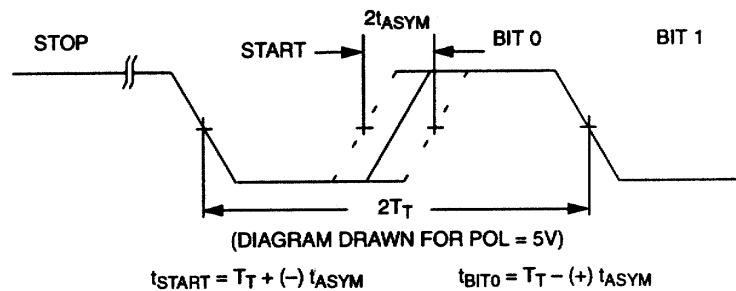 2tASYM
STOP
START
BIT 0
BIT 1
2TT
(DIAGRAM DRAWN FOR POL = 5V)
tSTART = TT + (–) tASYM
tBIT0 = TT – (+) tASYM